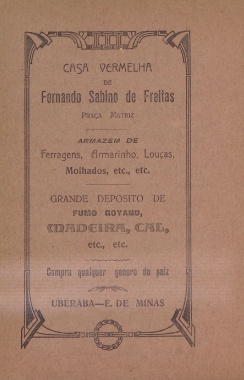 CASA VERMELHA
DE
Fernando Sabino de Freitas
PRAÇA MATRIZ
ARMAZEM DE
Ferragens, Armarinho, Louças,
Molhados, etc., etc.
GRANDE DEPOSITO DE
FUMO GOYANO,
MADEIRA, CAL,
etc., etc.
Compra qualquer genero do paiz
UBERABA—E. DE MINAS